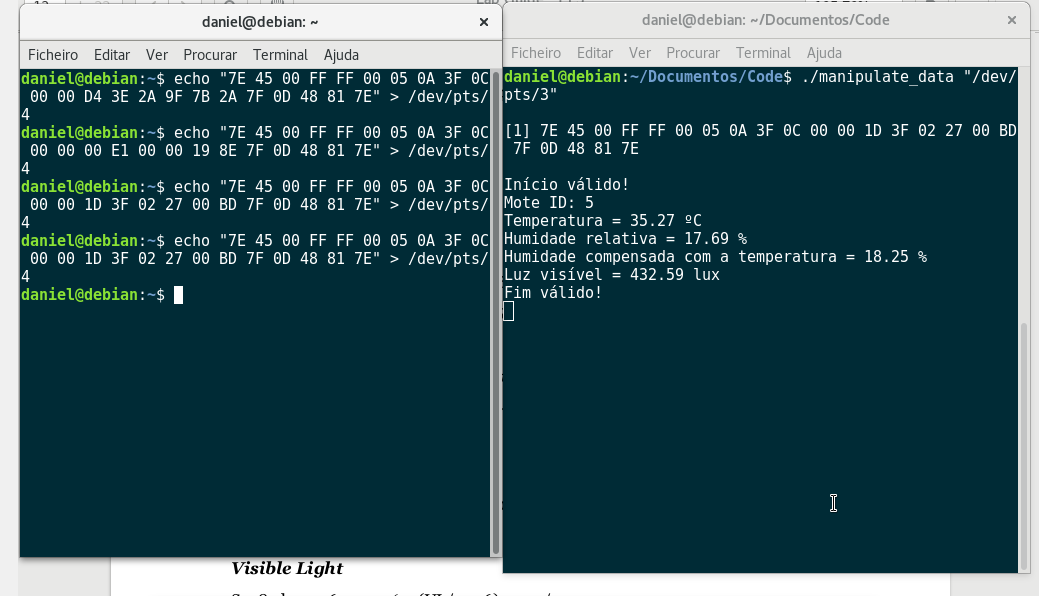 daniel@debian: ~
Ficheiro Editar Ver Procurar Terminal Ajuda
daniel@debian:~$ echo "7E 45 00 FF FF 00 05 0A 3F 0C
00 00 D4 3E 2A 9F 7B 2A 7F 0D 48 81 7E" > /dev/pts/
4
daniel@debian:~$ echo "7E 45 00 FF FF 00 05 0A 3F 0C
00 00 00 E1 00 00 19 8E 7F 0D 48 81 7E" > /dev/pts/
4
daniel@debian:~$ echo "7E 45 00 FF FF 00 05 0A 3F 0C
00 00 1D 3F 02 27 00 BD 7F 0D 48 81 7E" > /dev/pts/
4
daniel@debian:~$ echo "7E 45 00 FF FF 00 05 0A 3F 0C
00 00 1D 3F 02 27 00 BD 7F 0D 48 81 7E" > /dev/pts/
4
daniel@debian:~$
daniel@debian: ~/Documentos/Code
Ficheiro Editar Ver Procurar Terminal Ajuda
daniel@debian:~/Documentos/Code$ ./manipulate_data "/dev/
pts/3"
[1] 7E 45 00 FF FF 00 05 0A 3F 0C 00 00 1D 3F 02 27 00 BD
7F 0D 48 81 7E
Início válido!
Mote ID: 5
Temperatura = 35.27 ºC
Humidade relativa = 17.69 %
Humidade compensada com a temperatura = 18.25 %
Luz visível = 432.59 lux
Fim válido!
Visible Light